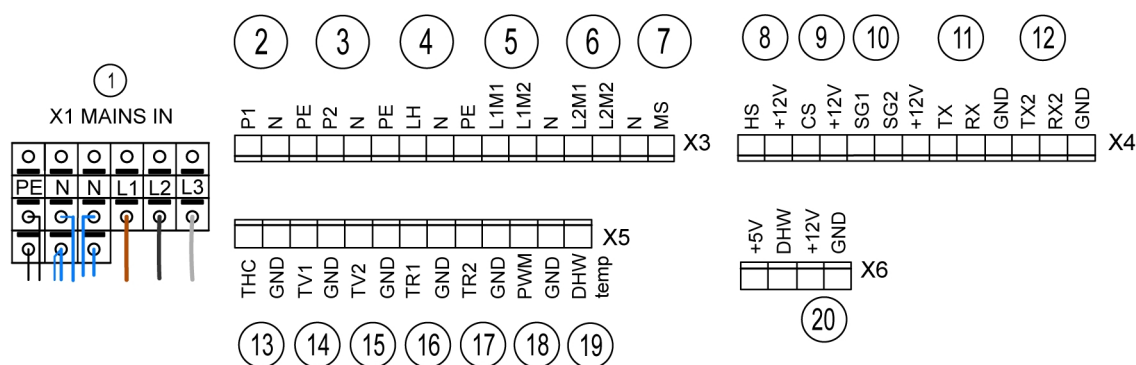 2 3 4 5 6 7 8 9 10 11 12
1
X1 MAINS IN
P1 N PE P2 N PE LH N PE L1M1 L1M2 N L2M1 L2M2 N MS
X3
HS +12V CS +12V SG1 SG2 +12V TX RX GND TX2 RX2 GND
X4
PE N N L1 L2 L3
X5
THC GND TV1 GND TV2 GND TR1 GND TR2 GND PWM GND DHW temp
+5V DHW +12V GND
X6
13 14 15 16 17 18 19
20